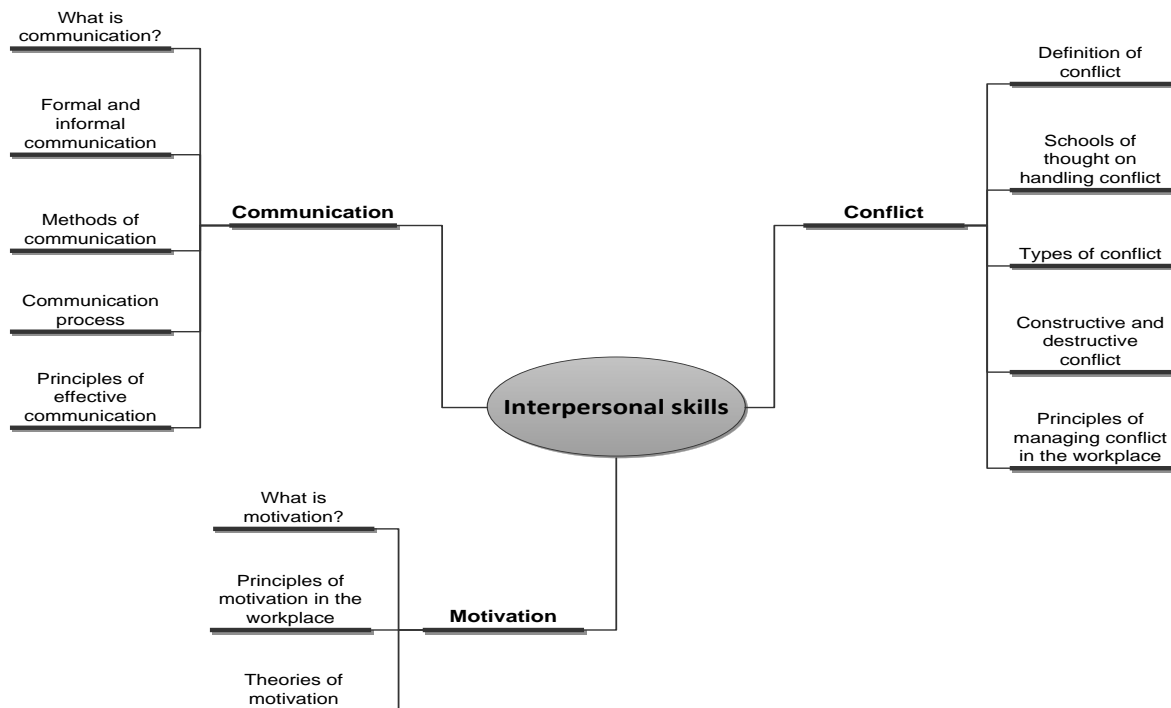 What is
communication?
Formal and
informal
communication
Methods of
communication
Communication
process
Principles of
effective
communication
Communication
Interpersonal skills
Conflict
Definition of
conflict
Schools of
thought on
handling conflict
Types of conflict
Constructive and
destructive
conflict
Principles of
managing conflict
in the workplace
What is
motivation?
Principles of
motivation in the
workplace
Theories of
motivation
Motivation